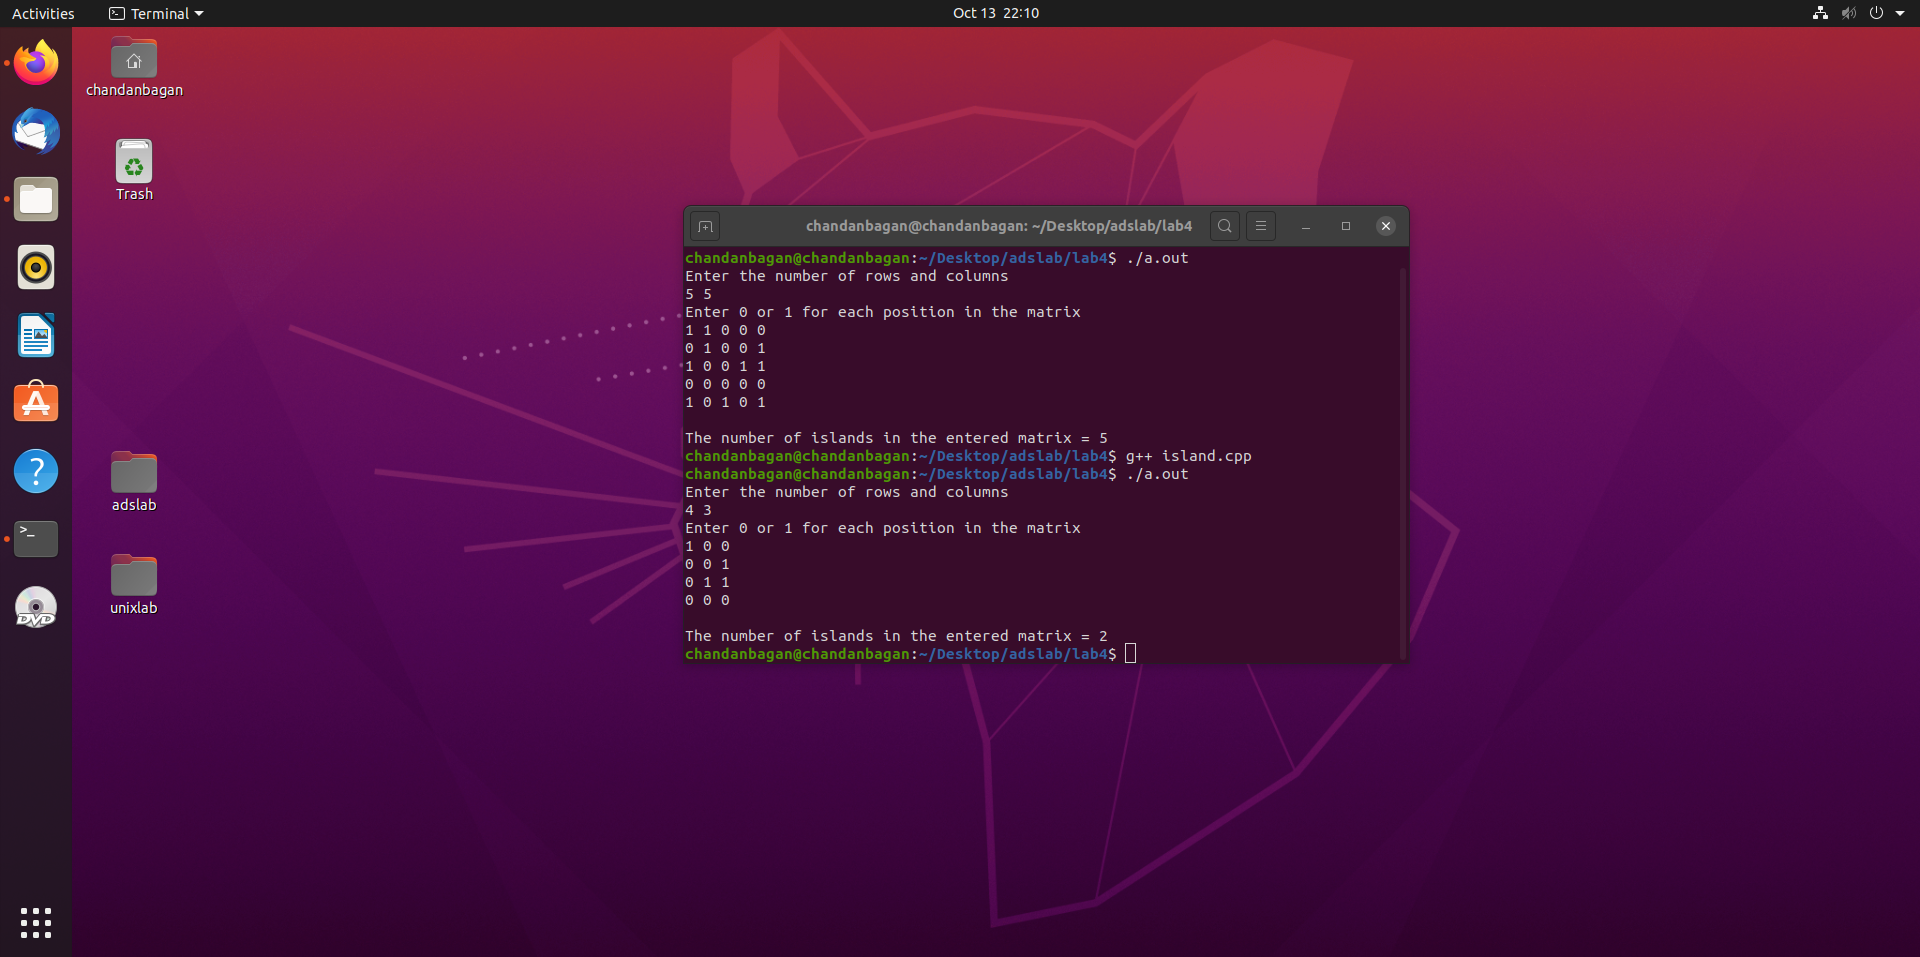 Activities
Terminal
Oct 13 22:10
chandanbagan
Trash
adslab
unixlab
?
>_
DVD
chandanbagan@chandanbagan: ~/Desktop/adslab/lab4
chandanbagan@chandanbagan:~/Desktop/adslab/lab4$ ./a.out
Enter the number of rows and columns
5 5
Enter 0 or 1 for each position in the matrix
1 1 0 0 0
0 1 0 0 1
1 0 0 1 1
0 0 0 0 0
1 0 1 0 1
The number of islands in the entered matrix = 5
chandanbagan@chandanbagan:~/Desktop/adslab/lab4$ g++ island.cpp
chandanbagan@chandanbagan:~/Desktop/adslab/lab4$ ./a.out
Enter the number of rows and columns
4 3
Enter 0 or 1 for each position in the matrix
1 0 0
0 0 1
0 1 1
0 0 0
The number of islands in the entered matrix = 2
chandanbagan@chandanbagan:~/Desktop/adslab/lab4$